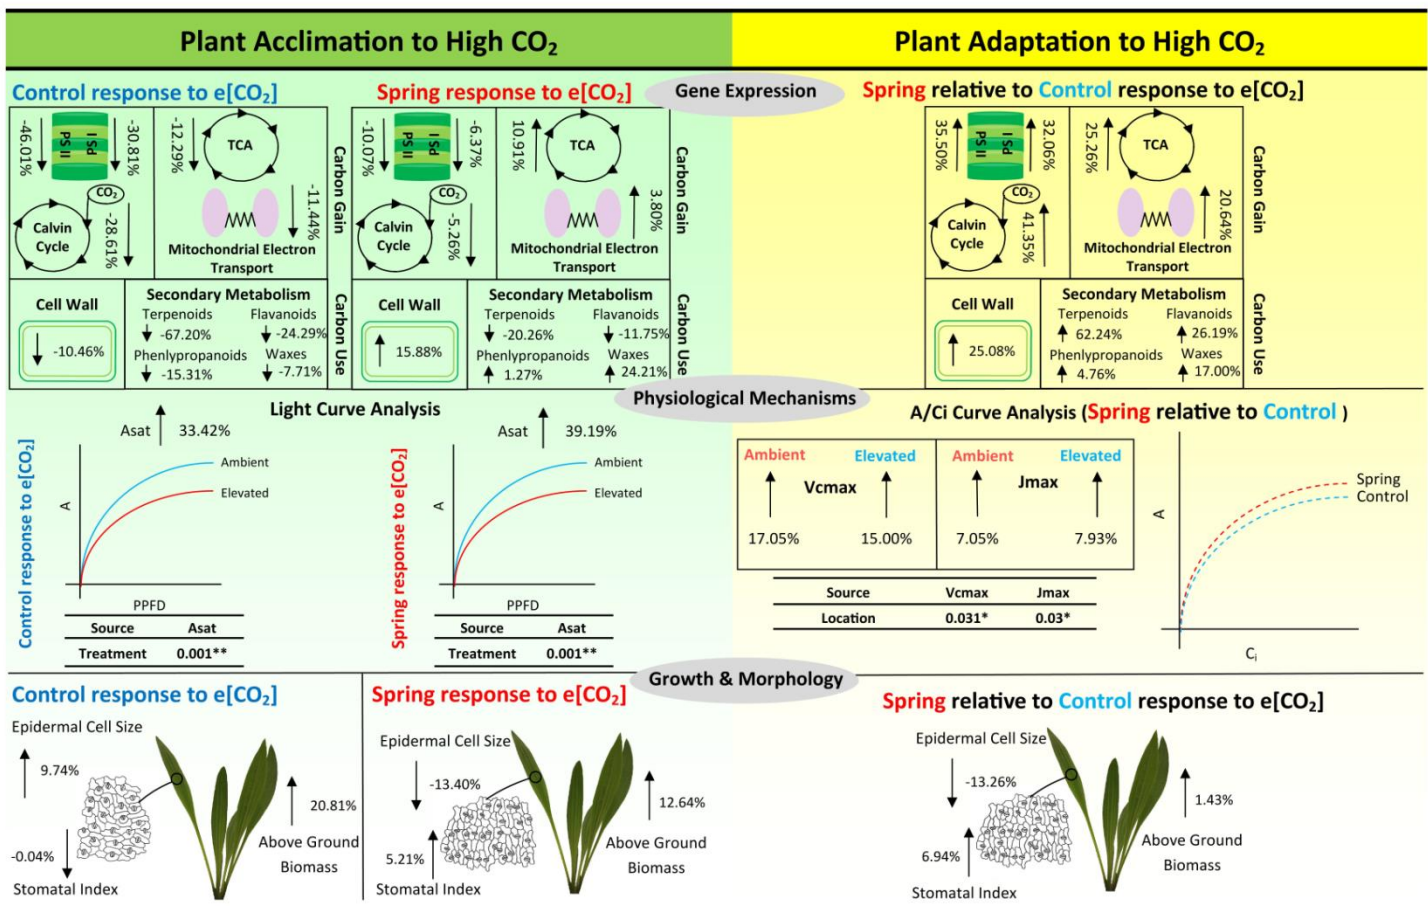 Plant Acclimation to High CO₂
Plant Adaptation to High CO₂
Gene Expression
Control response to e[CO₂]
-46.01%
PS II
PS I
-30.81%
CO₂
Calvin
Cycle
-28.61%
-12.29%
TCA
-11.44%
Mitochondrial Electron
Transport
Carbon Gain
Cell Wall
-10.46%
Secondary Metabolism
Terpenoids
Flavanoids
-67.20%
-24.29%
Phenlypropanoids
Waxes
-15.31%
-7.71%
Carbon Use
Spring response to e[CO₂]
-10.07%
PS II
PS I
-6.37%
CO₂
Calvin
Cycle
-5.26%
10.91%
TCA
3.80%
Mitochondrial Electron
Transport
Carbon Gain
Cell Wall
15.88%
Secondary Metabolism
Terpenoids
Flavanoids
-20.26%
-11.75%
Phenlypropanoids
Waxes
1.27%
24.21%
Carbon Use
Spring relative to Control response to e[CO₂]
35.50%
PS II
PS I
32.06%
CO₂
Calvin
Cycle
41.35%
25.26%
TCA
20.64%
Mitochondrial Electron
Transport
Carbon Gain
Cell Wall
25.08%
Secondary Metabolism
Terpenoids
Flavanoids
62.24%
26.19%
Phenlypropanoids
Waxes
4.76%
17.00%
Carbon Use
Physiological Mechanisms
Light Curve Analysis
Control response to e[CO₂]
Asat 33.42%
Ambient
Elevated
A
PPFD
Source Asat
Treatment 0.001**
Spring response to e[CO₂]
Asat 39.19%
Ambient
Elevated
A
PPFD
Source Asat
Treatment 0.001**
A/Ci Curve Analysis (Spring relative to Control )
Ambient Elevated
Vcmax
17.05% 15.00%
Ambient Elevated
Jmax
7.05% 7.93%
Source Vcmax Jmax
Location 0.031* 0.03*
A
Spring
Control
Cᵢ
Growth & Morphology
Control response to e[CO₂]
Epidermal Cell Size
9.74%
20.81%
-0.04%
Above Ground
Biomass
Stomatal Index
Spring response to e[CO₂]
Epidermal Cell Size
-13.40%
12.64%
5.21%
Above Ground
Biomass
Stomatal Index
Spring relative to Control response to e[CO₂]
Epidermal Cell Size
-13.26%
1.43%
6.94%
Above Ground
Biomass
Stomatal Index